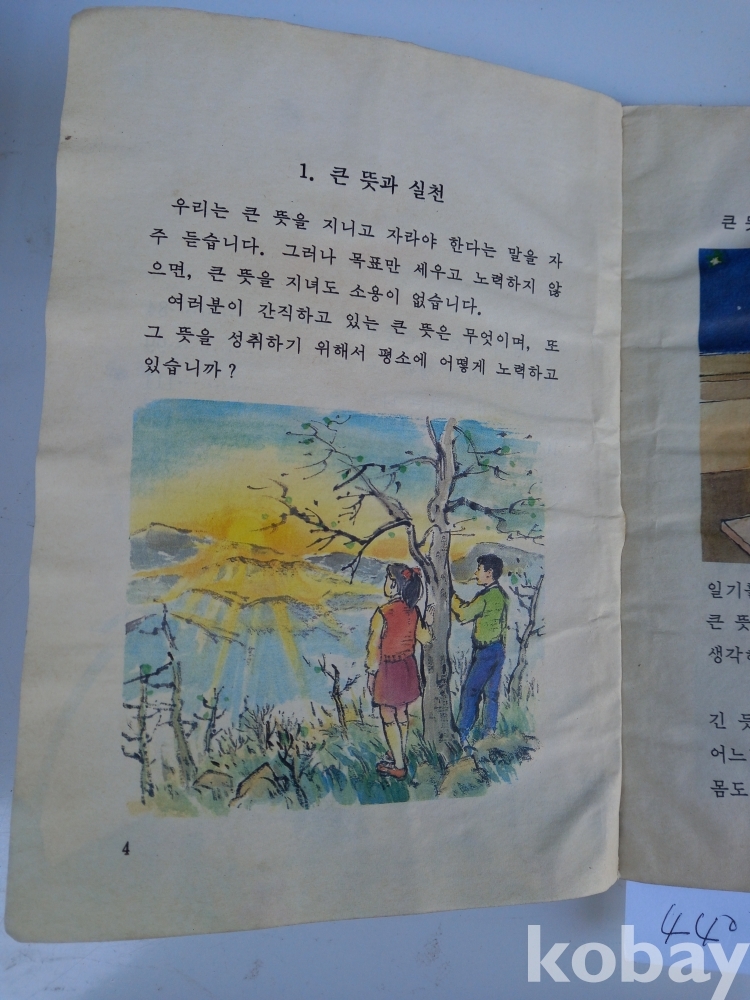 1. 큰 뜻과 실천
우리는 큰 뜻을 지니고 자라야 한다는 말을 자
주 듣습니다. 그러나 목표만 세우고 노력하지 않
으면, 큰 뜻을 지녀도 소용이 없습니다.
여러분이 간직하고 있는 큰 뜻은 무엇이며, 또
그 뜻을 성취하기 위해서 평소에 어떻게 노력하고
있습니까?
4
큰
일기
큰 뜻
생각
긴 뜻
어느
몸도
440
kobay